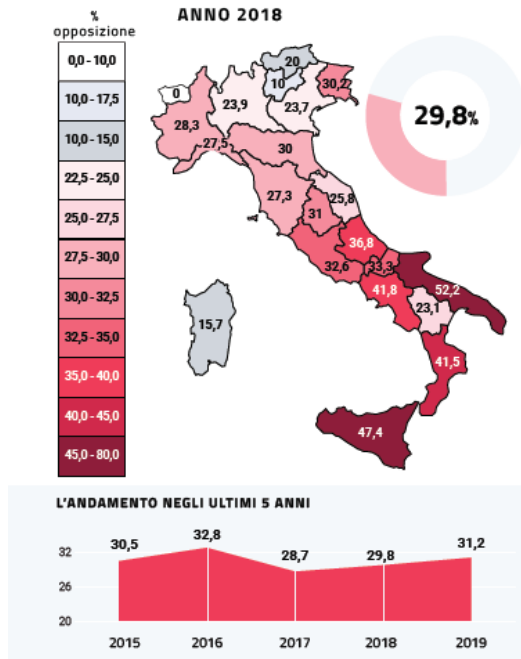 ANNO 2018
%
opposizione
0,0 - 10,0
10,0 - 17,5
10,0 - 15,0
22,5 - 25,0
25,0 - 27,5
27,5 - 30,0
30,0 - 32,5
32,5 - 35,0
35,0 - 40,0
40,0 - 45,0
45,0 - 80,0
20
0
10
30,2
23,9
23,7
28,3
27,5
30
27,3
25,8
31
36,8
32,6
33,3
41,8
52,2
23,1
15,7
41,5
47,4
29,8%
L'ANDAMENTO NEGLI ULTIMI 5 ANNI
30,5
32,8
28,7
29,8
31,2
32
26
20
2015
2016
2017
2018
2019